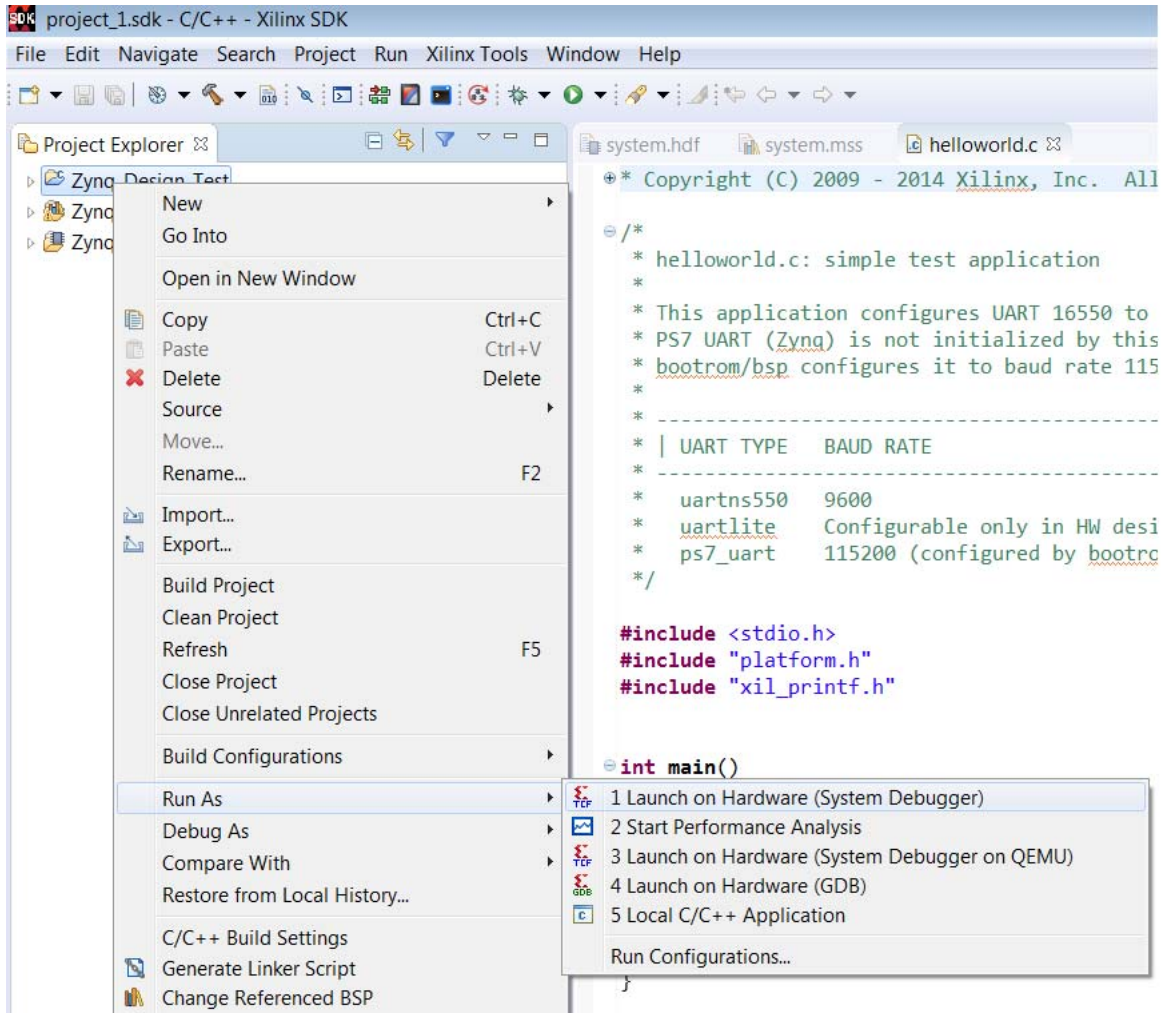 SDK project_1.sdk - C/C++ - Xilinx SDK
File Edit Navigate Search Project Run Xilinx Tools Window Help
010
Project Explorer
system.hdf system.mss helloworld.c
Zynq_Design_Test
Zynq
Zynq
New
Go Into
Open in New Window
Copy Ctrl+C
Paste Ctrl+V
Delete Delete
Source
Move...
Rename... F2
Import...
Export...
Build Project
Clean Project
Refresh F5
Close Project
Close Unrelated Projects
Build Configurations
Run As
Debug As
Compare With
Restore from Local History...
C/C++ Build Settings
Generate Linker Script
Change Referenced BSP
* Copyright (C) 2009 - 2014 Xilinx, Inc. All
/*
* helloworld.c: simple test application
*
* This application configures UART 16550 to
* PS7 UART (Zynq) is not initialized by this
* bootrom/bsp configures it to baud rate 115
*
* ------------------------------------------
* | UART TYPE BAUD RATE
* ------------------------------------------
* uartns550 9600
* uartlite Configurable only in HW desi
* ps7_uart 115200 (configured by bootro
*/
#include <stdio.h>
#include "platform.h"
#include "xil_printf.h"
int main()
TCF 1 Launch on Hardware (System Debugger)
2 Start Performance Analysis
TCF 3 Launch on Hardware (System Debugger on QEMU)
GDB 4 Launch on Hardware (GDB)
c 5 Local C/C++ Application
Run Configurations...
}